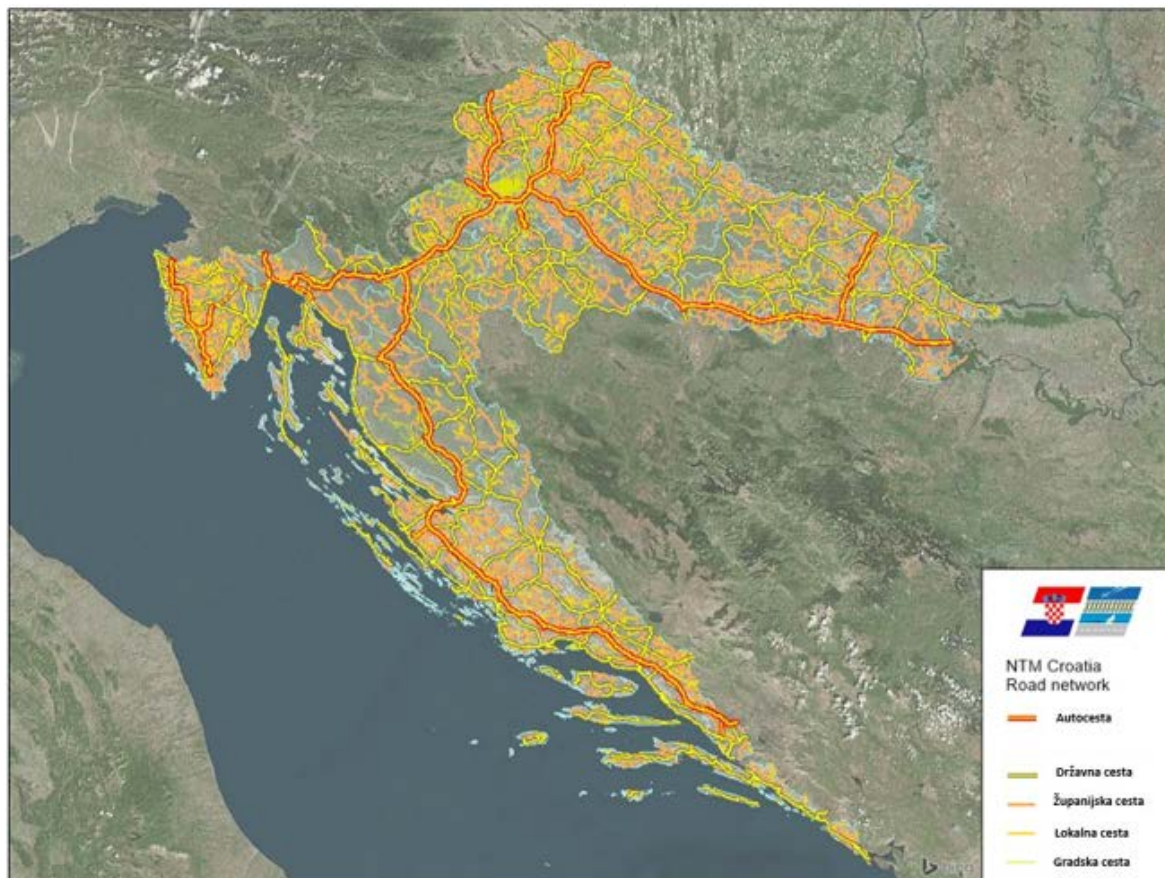 NTM Croatia
Road network
Autocesta
Državna cesta
Županijska cesta
Lokalna cesta
Gradska cesta